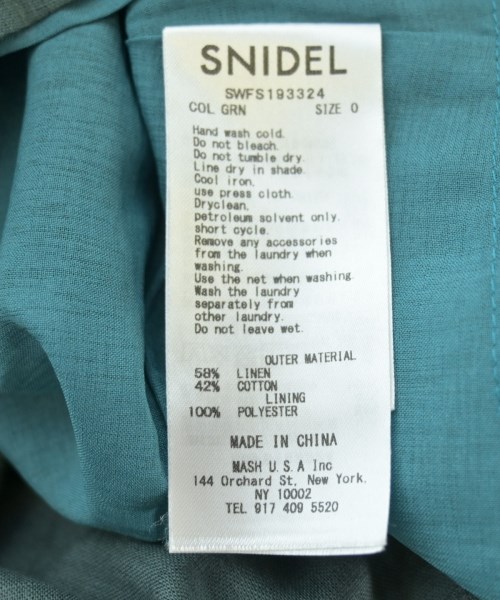 SNIDEL
SWFS193324
COL GRN SIZE 0
Hand wash cold.
Do not bleach.
Do not tumble dry.
Line dry in shade.
Cool iron,
use press cloth.
Dryclean,
petroleum solvent only.
short cycle.
Remove any accessories
from the laundry when
washing.
Use the net when washing.
Wash the laundry
separately from
other laundry.
Do not leave wet.
OUTER MATERIAL
58% LINEN
42% COTTON
LINING
100% POLYESTER
MADE IN CHINA
MASH U.S.A Inc
144 Orchard St, New York.
NY 10002
TEL 917 409 5520